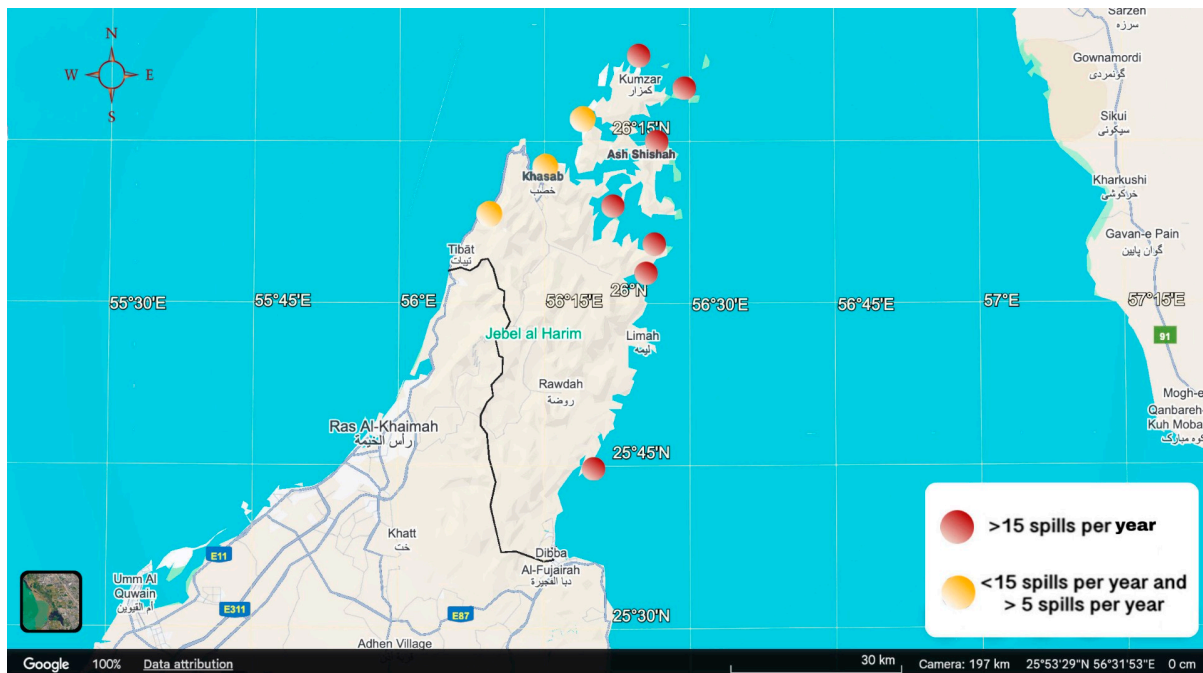 Sarzeh
سرزه
Gownamordi
گونمردی
Sikui
سیکوئی
Kharkushi
خراکوشی
Gavan-e Pain
گوان پایین
N
W
E
S
Kumzar
كمزار
26°15'N
Ash Shishah
Khasab
خصب
Tibāt
تيبات
55°30'E
55°45'E
56°E
56°15'E
26°N
56°30'E
56°45'E
57°E
57°15'E
Jebel al Harim
Limah
ليمه
91
Rawdah
روضة
Mogh-e
Qanbareh
Kuh Moba
كوه مبارک
Ras Al-Khaimah
رأس الخيمة
25°45'N
Khatt
خت
Dibba
Al-Fujairah
دبا الفجيرة
E11
Umm Al
Quwain
أم القيوين
E311
E87
25°30'N
Adhen Village
>15 spills per year
<15 spills per year and
> 5 spills per year
Google
100%
Data attribution
30 km
Camera: 197 km
25°53'29"N 56°31'53"E
0 cm